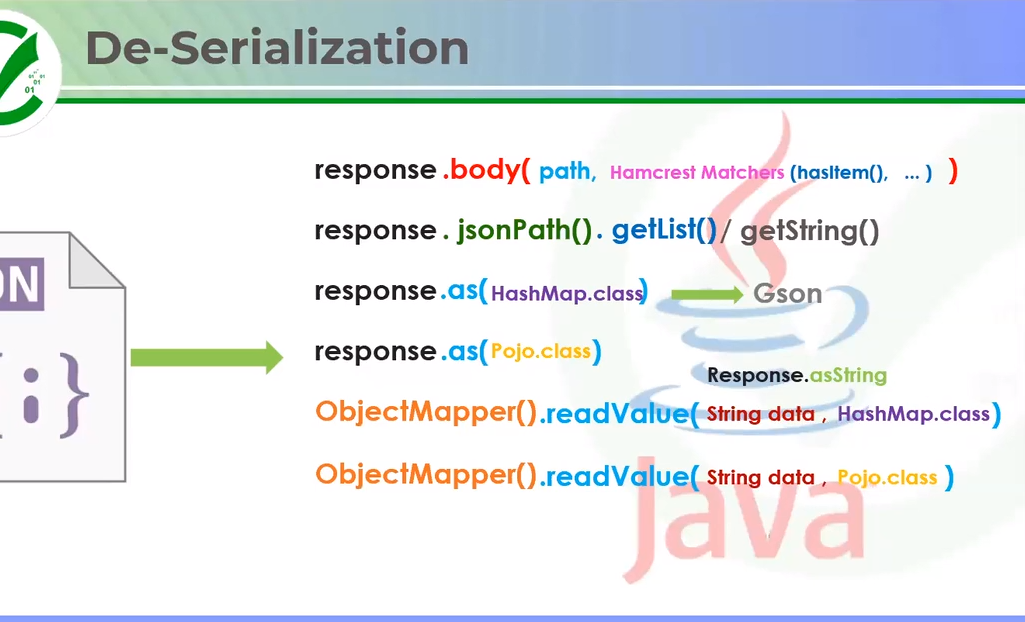 De-Serialization
01 01
01
01
response.body( path, Hamcrest Matchers (hasItem(), ... ) )
response. jsonPath(). getList()/ getString()
response.as(HashMap.class) Gson
ON
response.as(Pojo.class)
{ ; }
Response.asString
ObjectMapper().readValue( String data , HashMap.class)
ObjectMapper().readValue( String data , Pojo.class )
Java